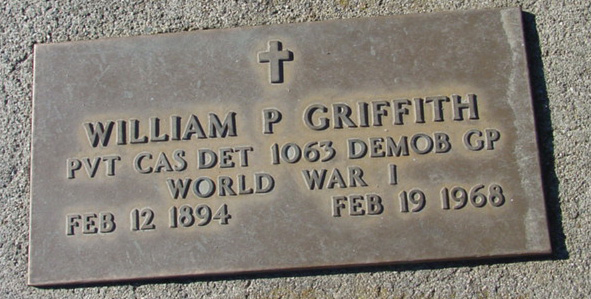 WILLIAM P GRIFFITH
PVT CAS DET 1063 DEMOB GP
WORLD WAR I
FEB 12 1894 FEB 19 1968